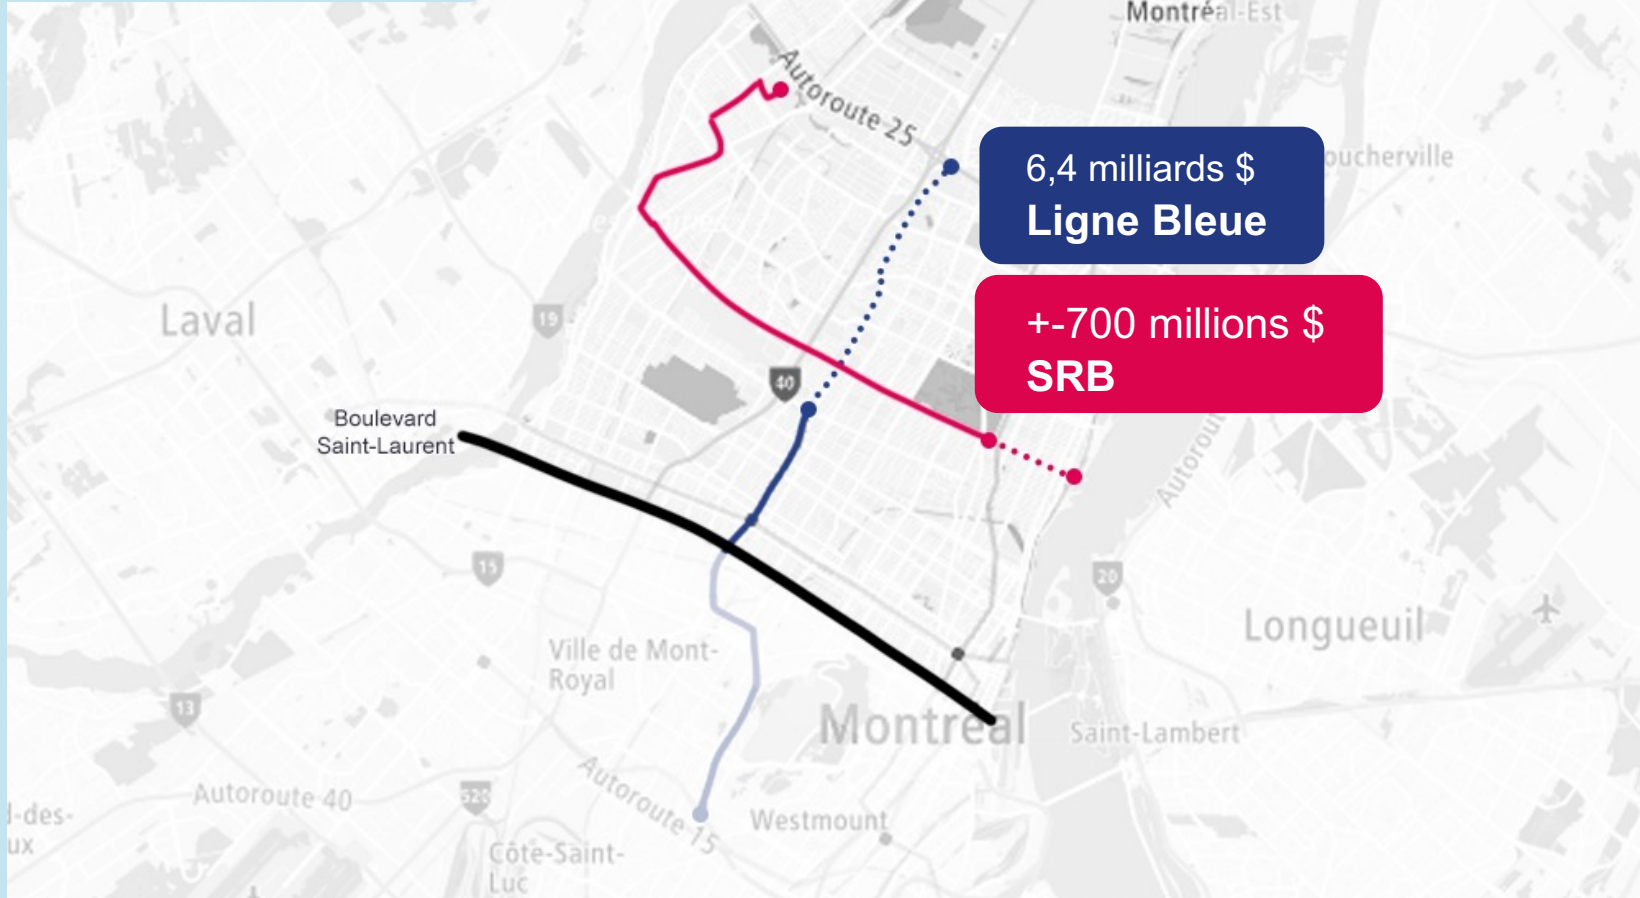 Montréal-Est
Autoroute 25
6,4 milliards $
Ligne Bleue
oucherville
+-700 millions $
SRB
Laval
19
40
Boulevard
Saint-Laurent
Autorout
15
20
Longueuil
Ville de Mont-
Royal
13
Montréal
Saint-Lambert
Autoroute 40
520
Autoroute 15
Westmount
d-des-
ux
Côte-Saint-
Luc